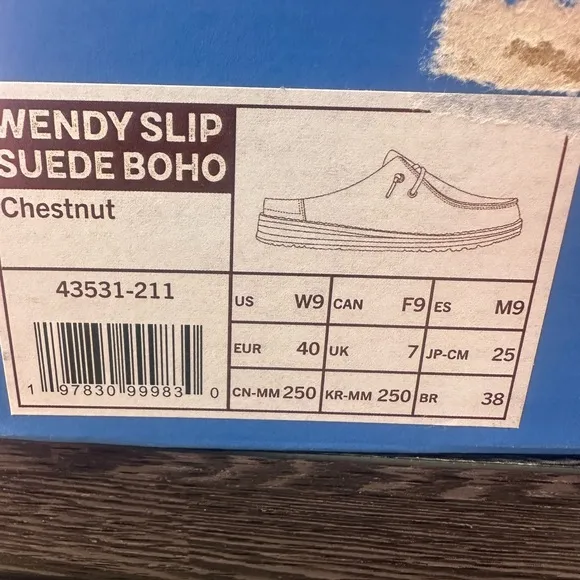 WENDY SLIP
SUEDE BOHO
Chestnut
43531-211
1 97830 99983 0
US W9 CAN F9 ES M9
EUR 40 UK 7 JP-CM 25
CN-MM 250 KR-MM 250 BR 38